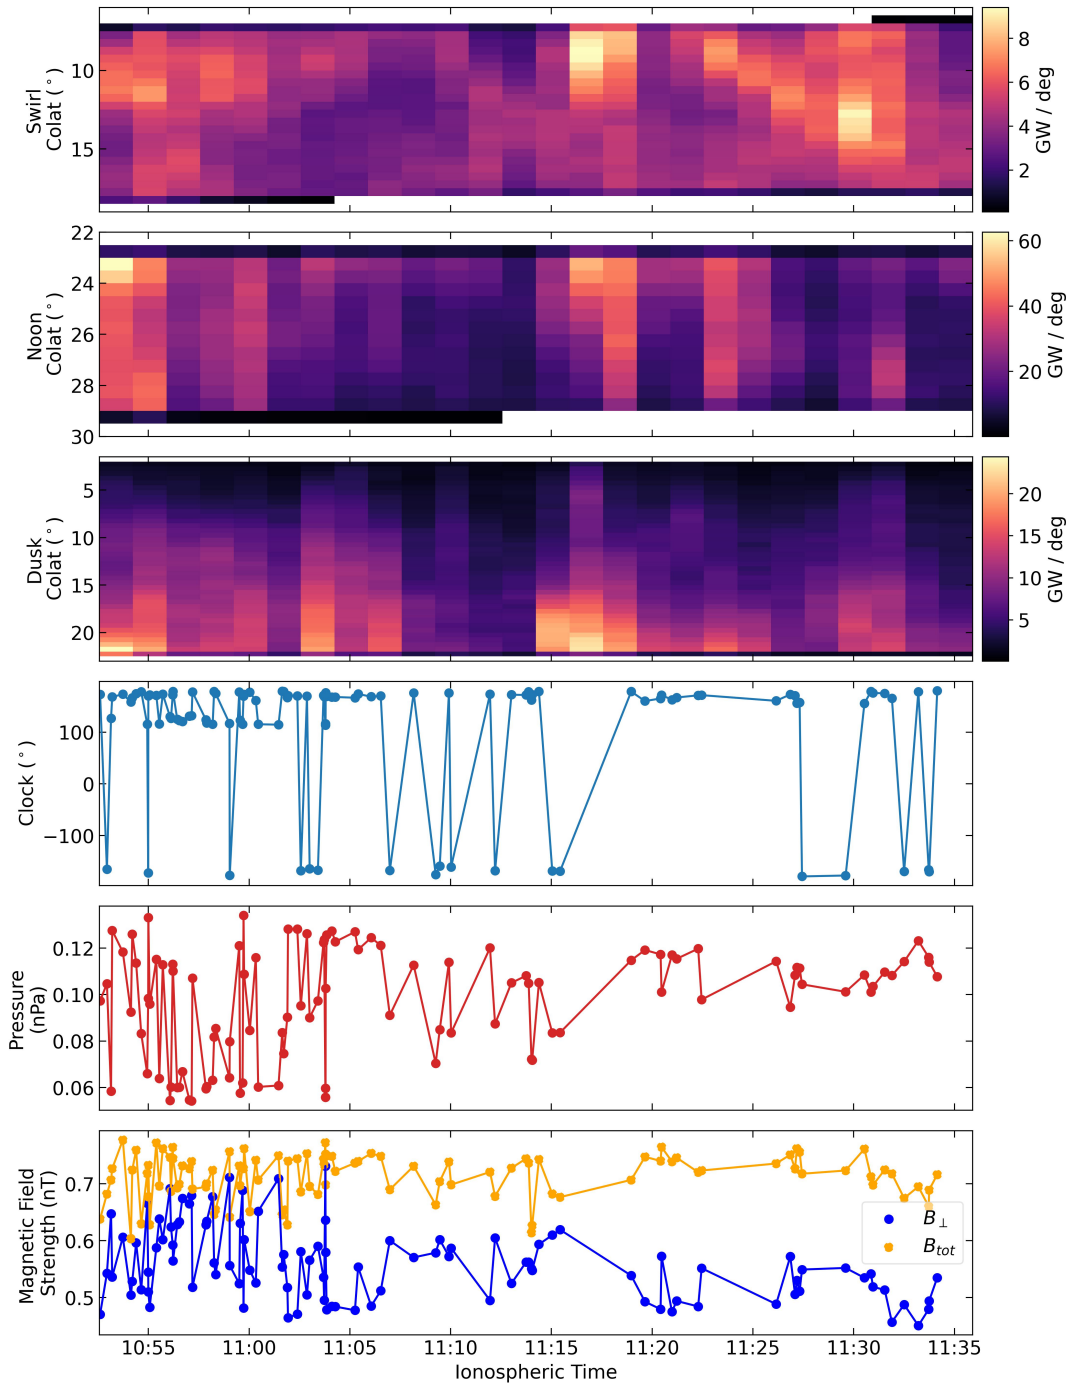 Swirl
Colat (°)
10
15
8
6
4
2
GW / deg
Noon
Colat (°)
22
24
26
28
30
60
40
20
GW / deg
Dusk
Colat (°)
5
10
15
20
20
15
10
5
GW / deg
Clock (°)
100
0
−100
Pressure
(nPa)
0.12
0.10
0.08
0.06
Magnetic Field
Strength (nT)
0.7
0.6
0.5
B⊥
Btot
10:55 11:00 11:05 11:10 11:15 11:20 11:25 11:30 11:35
Ionospheric Time